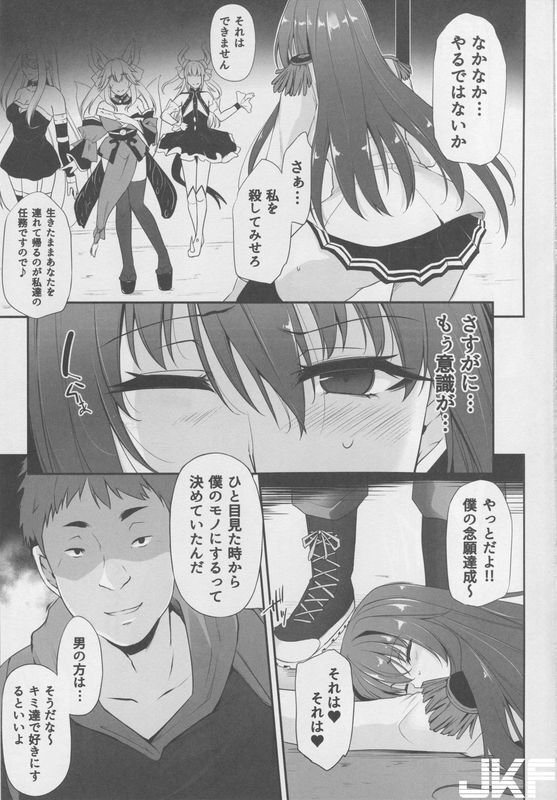 なかなか…
やるではないか
さぁ…
私を
殺してみせろ
それは
できません
生きたままあなたを
連れて帰るのが私達の
任務ですので♪
さすがに…
もう意識が…
やっとだよ!!
僕の念願達成〜
それは♥
それは♥
ひと目見た時から
僕のモノにするって
決めていたんだ
男の方は…
そうだな〜
キミ達で好きにす
るといいよ
JKF